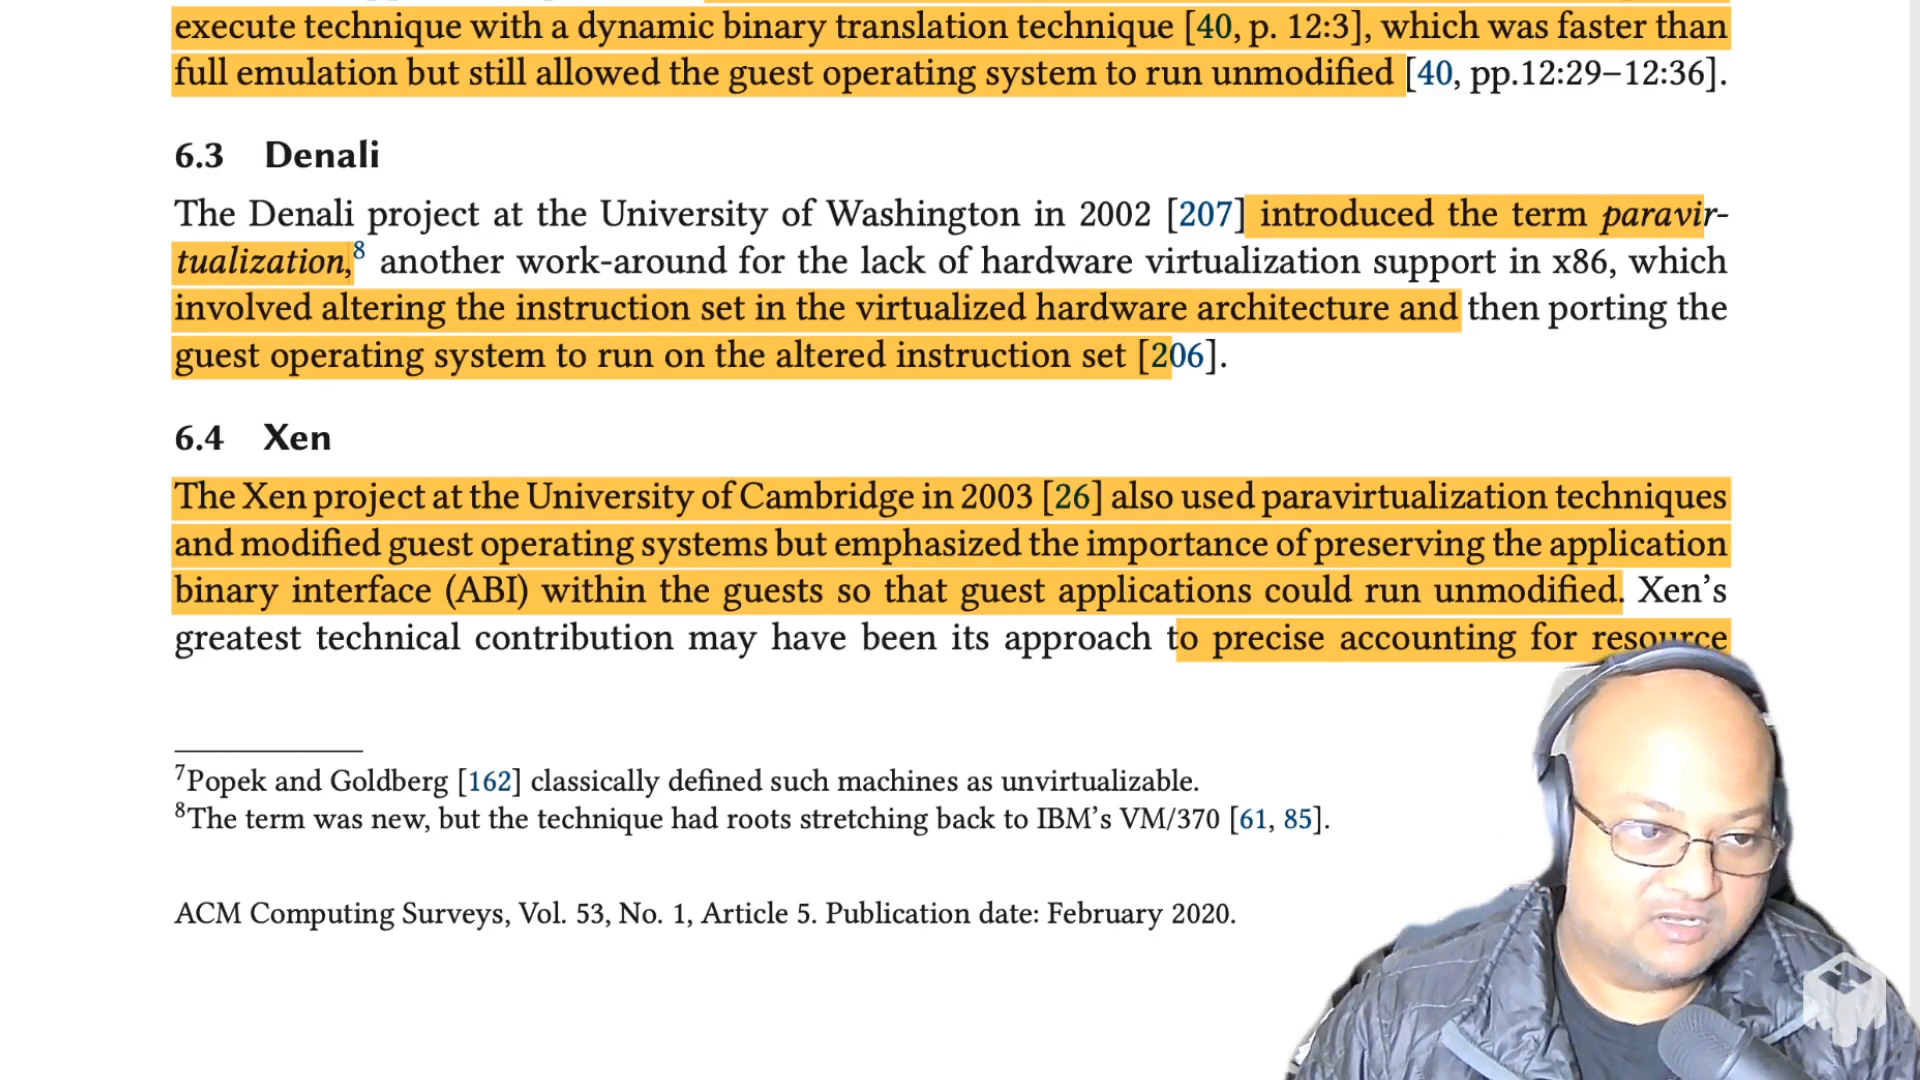 execute technique with a dynamic binary translation technique [40, p. 12:3], which was faster than
full emulation but still allowed the guest operating system to run unmodified [40, pp.12:29–12:36].
6.3 Denali
The Denali project at the University of Washington in 2002 [207] introduced the term paravir-
tualization,8 another work-around for the lack of hardware virtualization support in x86, which
involved altering the instruction set in the virtualized hardware architecture and then porting the
guest operating system to run on the altered instruction set [206].
6.4 Xen
The Xen project at the University of Cambridge in 2003 [26] also used paravirtualization techniques
and modified guest operating systems but emphasized the importance of preserving the application
binary interface (ABI) within the guests so that guest applications could run unmodified. Xen's
greatest technical contribution may have been its approach to precise accounting for resource
7Popek and Goldberg [162] classically defined such machines as unvirtualizable.
8The term was new, but the technique had roots stretching back to IBM's VM/370 [61, 85].
ACM Computing Surveys, Vol. 53, No. 1, Article 5. Publication date: February 2020.